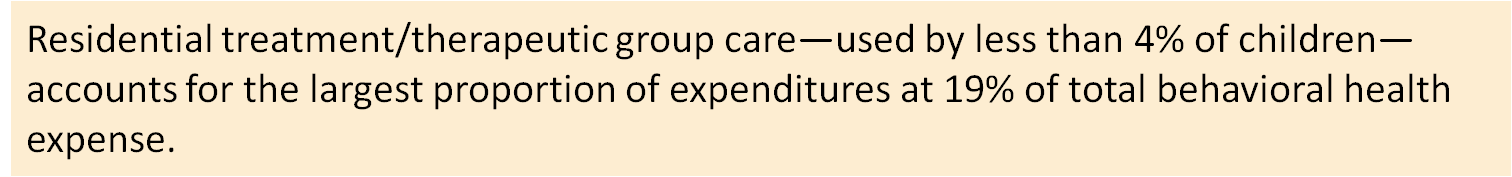 Residential treatment/therapeutic group care—used by less than 4% of children—
accounts for the largest proportion of expenditures at 19% of total behavioral health
expense.